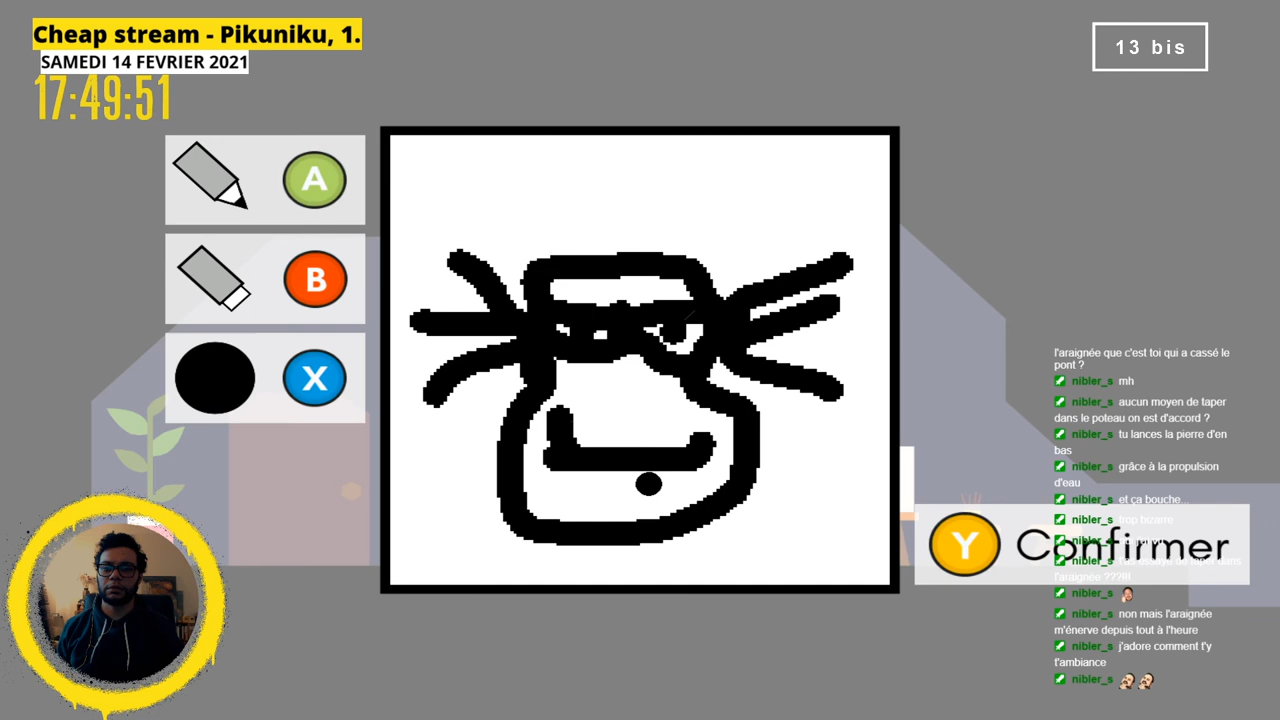 Cheap stream - Pikuniku, 1.
SAMEDI 14 FEVRIER 2021
17:49:51
13 bis
A
B
X
Y Confirmer
l'araignée que c'est toi qui a cassé le
pont ?
nibler_s mh
nibler_s aucun moyen de taper
dans le poteau on est d'accord ?
nibler_s tu lances la pierre d'en
bas
nibler_s grâce à la propulsion
d'eau
nibler_s et ça bouche...
nibler_s trop bizarre
l'araignée ???!!!
nibler_s
nibler_s non mais l'araignée
m'énerve depuis tout à l'heure
nibler_s j'adore comment t'y
t'ambiance
nibler_s